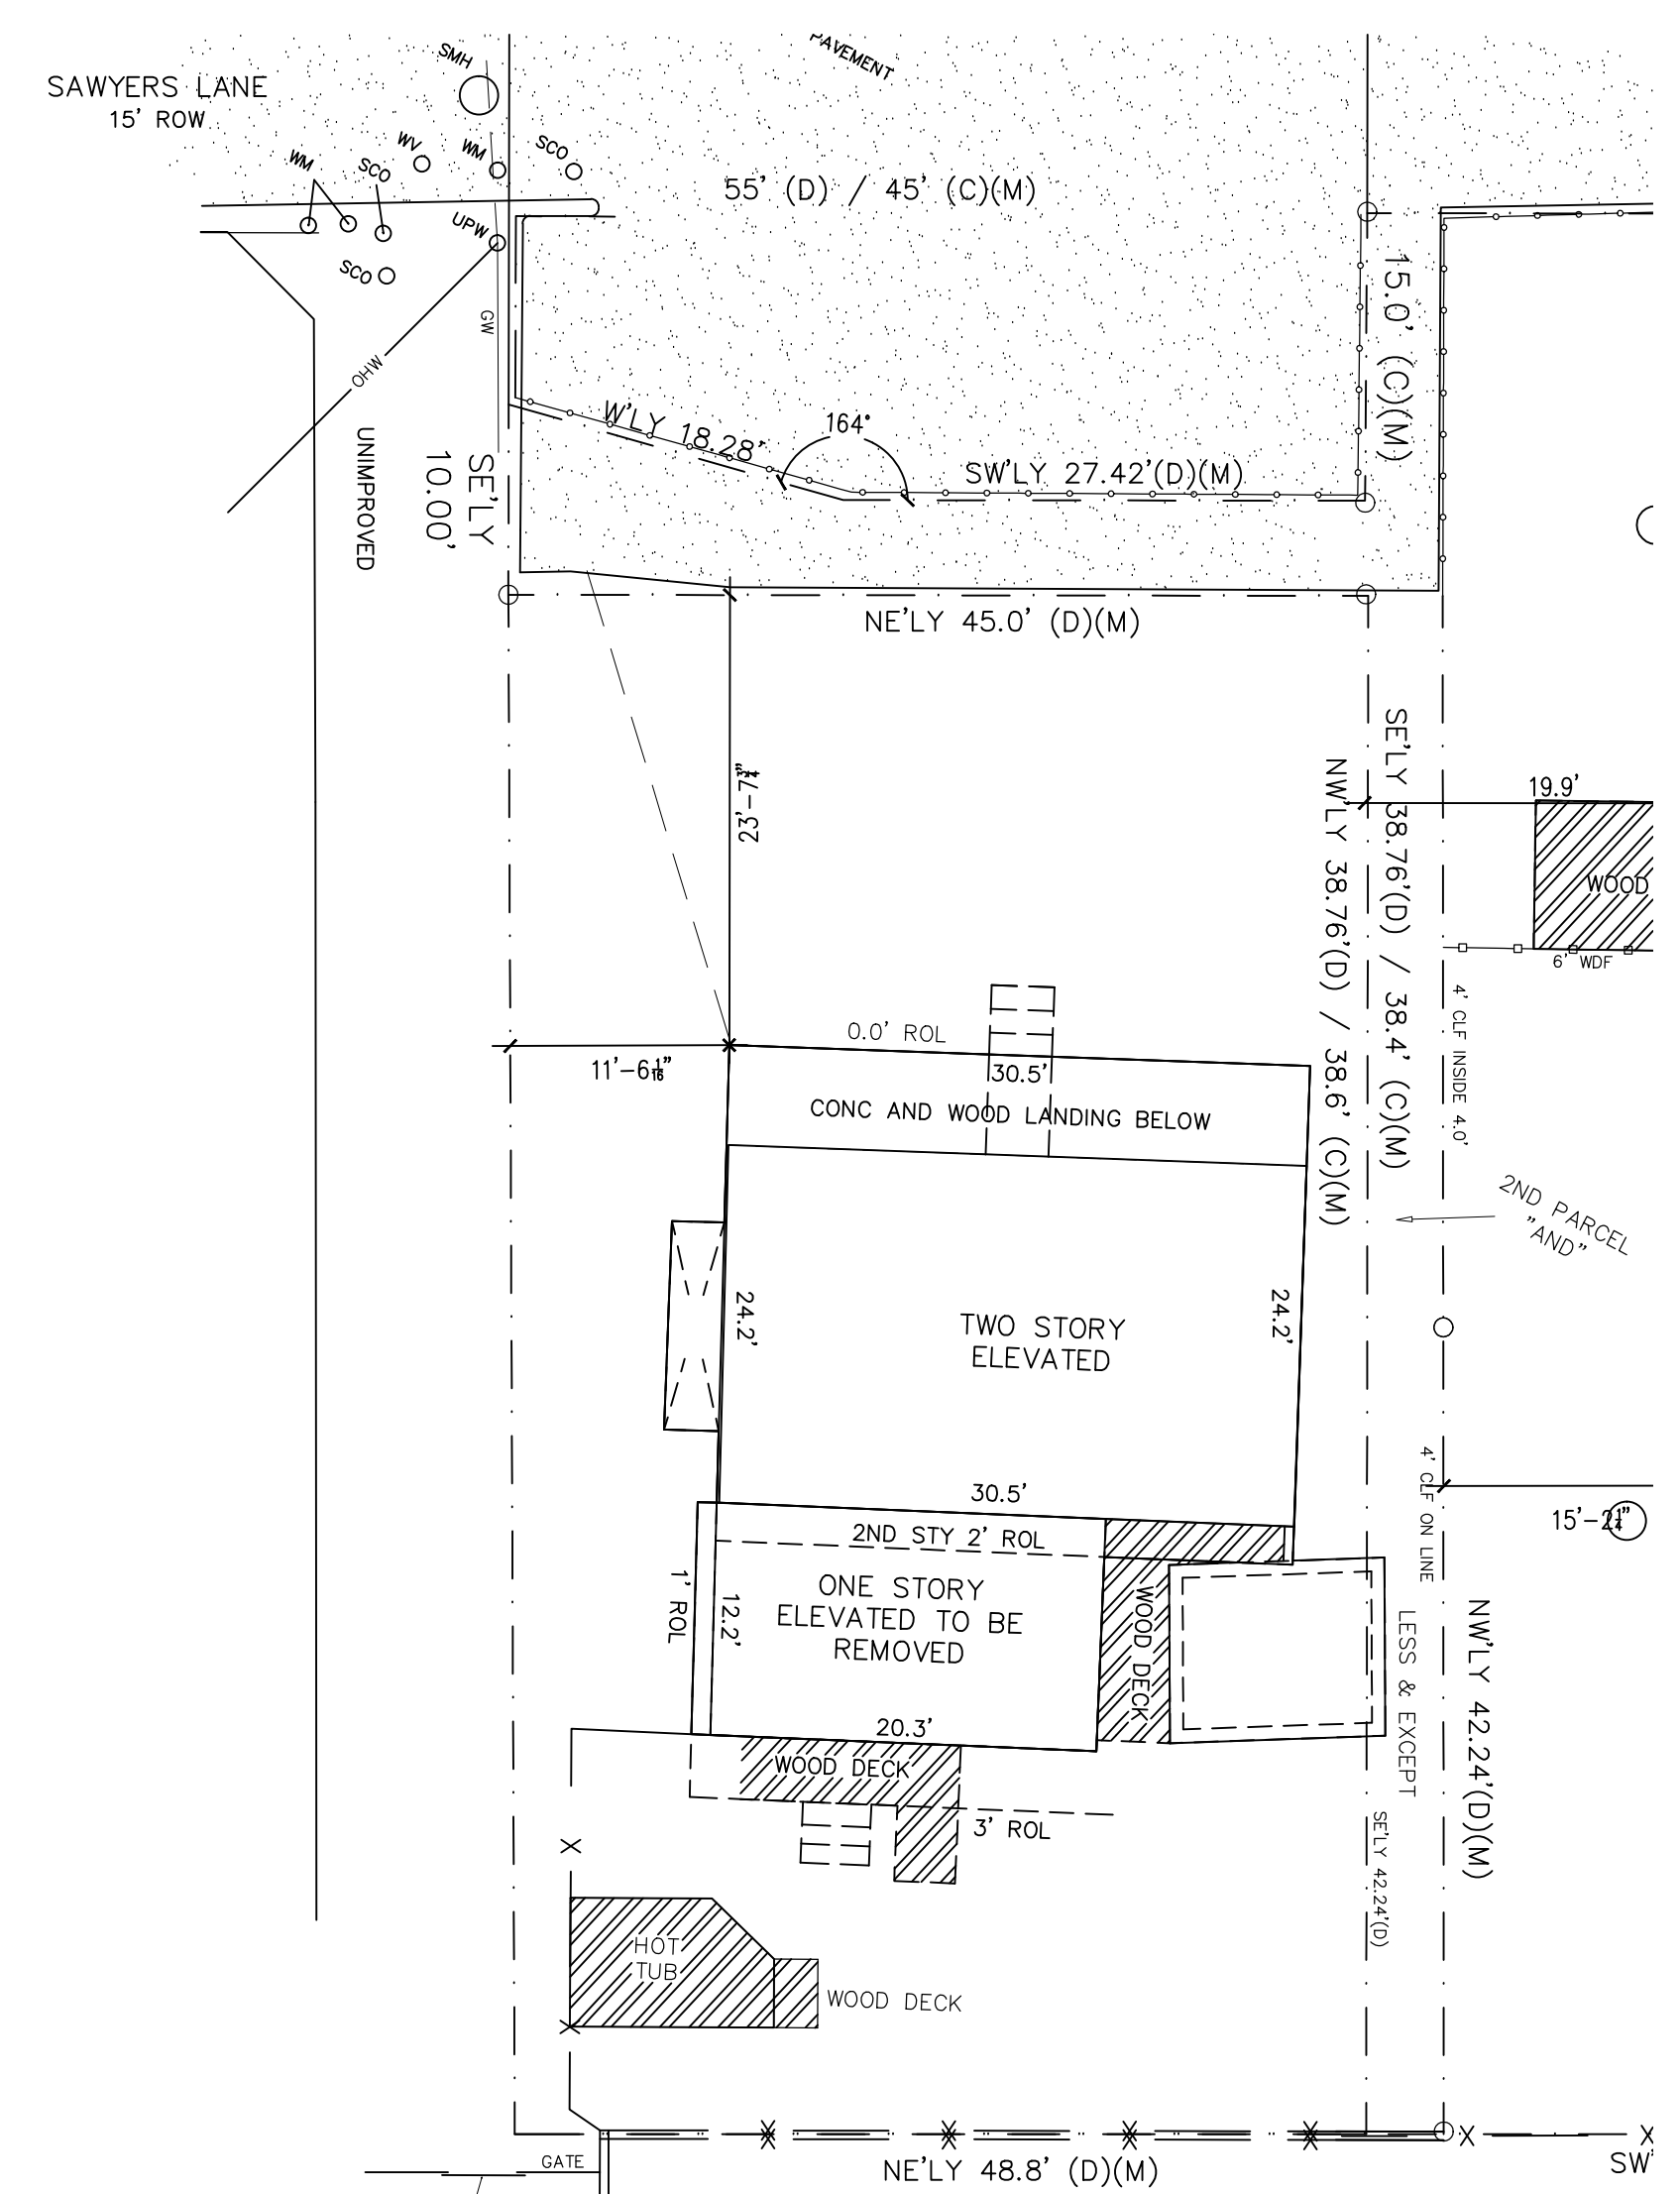 PAVEMENT
SMH
SAWYERS LANE
15' ROW
WV
WM
SCO
WM
SCO
55' (D) / 45' (C)(M)
UPW
SCO
15.0' (C)(M)
GW
OHW
W'LY 18.28'
164°
SW'LY 27.42'(D)(M)
UNIMPROVED
SE'LY
10.00'
NE'LY 45.0' (D)(M)
23'-7¾"
SE'LY 38.76'(D) / 38.4' (C)(M)
NW'LY 38.76'(D) / 38.6' (C)(M)
19.9'
WOOD
6' WDF
4' CLF INSIDE 4.0'
0.0' ROL
11'-6 1/16"
30.5'
CONC AND WOOD LANDING BELOW
2ND PARCEL
"AND"
24.2'
24.2'
TWO STORY
ELEVATED
30.5'
4' CLF ON LINE
2ND STY 2' ROL
1' ROL
12.2'
ONE STORY
ELEVATED TO BE
REMOVED
WOOD DECK
LESS & EXCEPT
NW'LY 42.24'(D)(M)
20.3'
WOOD DECK
3' ROL
SE'LY 42.24'(D)
HOT
TUB
WOOD DECK
GATE
NE'LY 48.8' (D)(M)
SW'